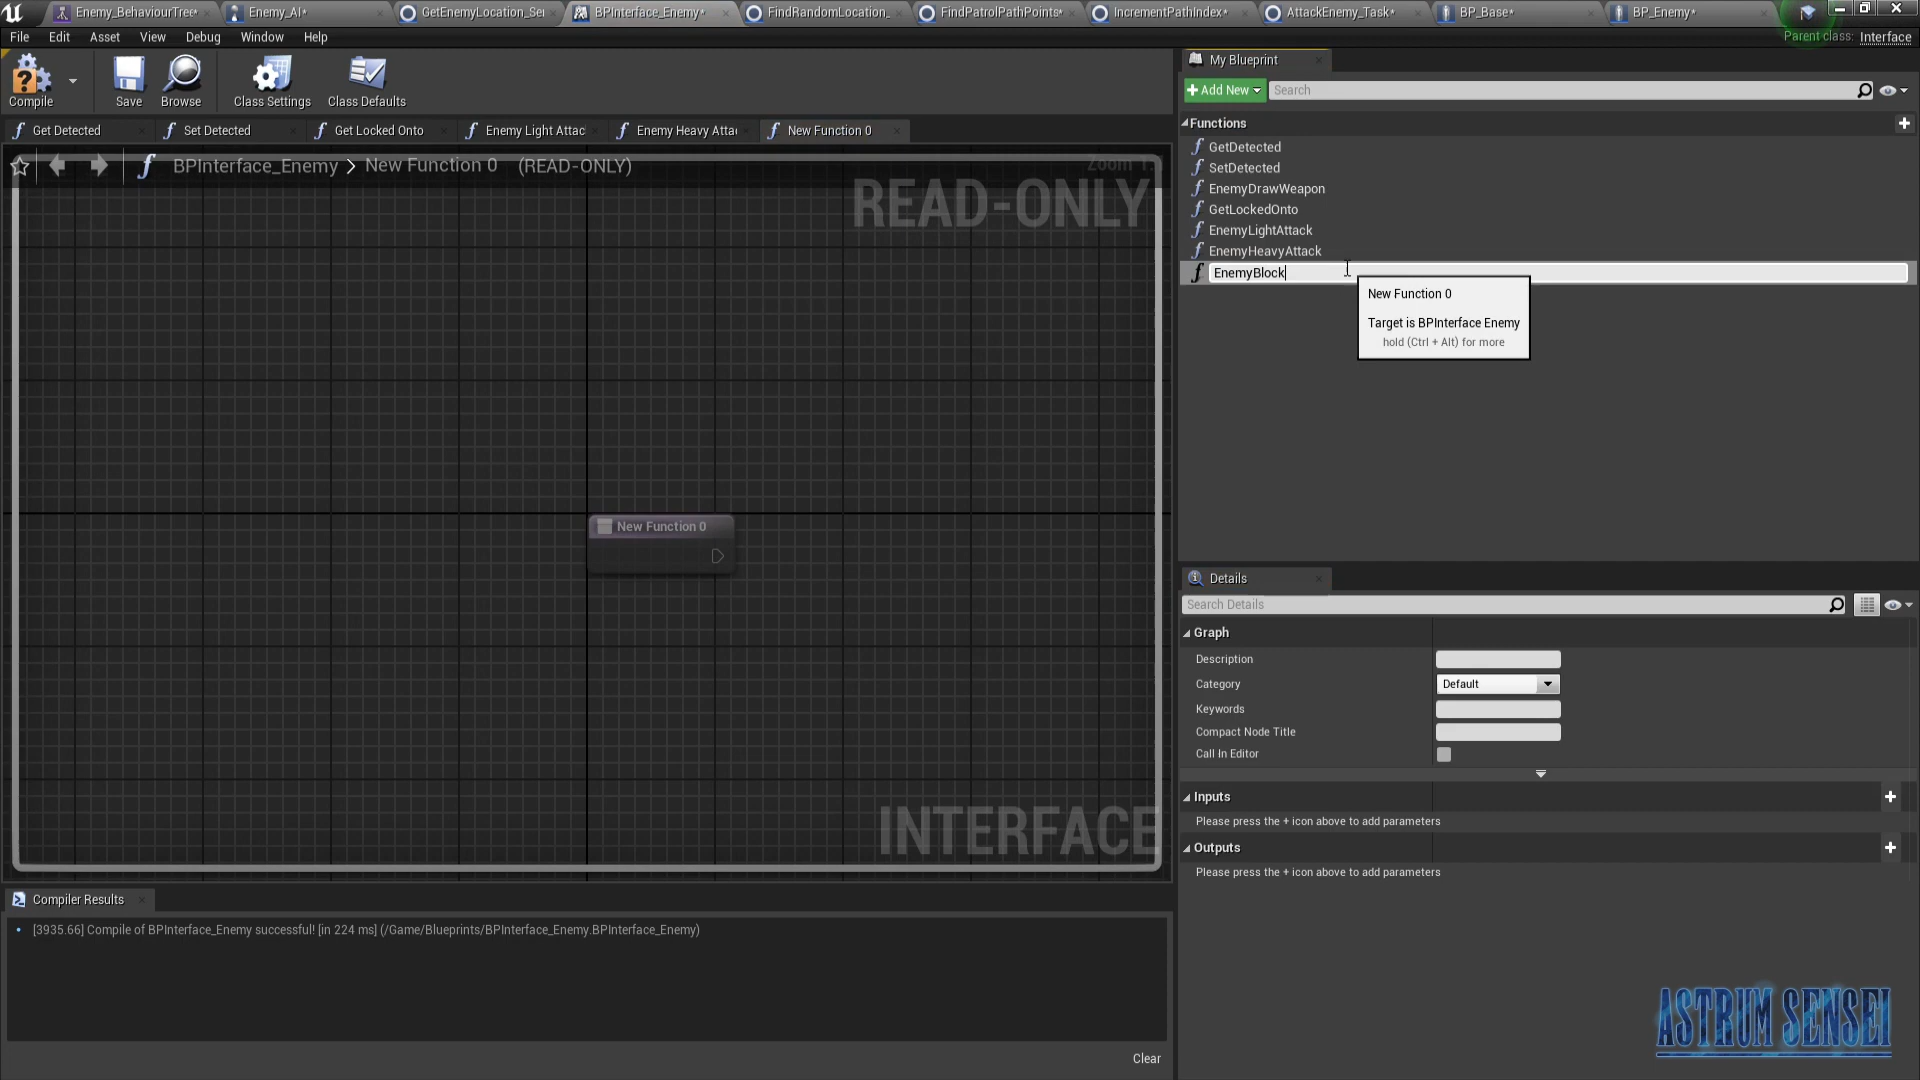 Enemy_BehaviourTree*
Enemy_AI*
GetEnemyLocation_Ser
BPInterface_Enemy*
FindRandomLocation_
FindPatrolPathPoints*
IncrementPathIndex*
AttackEnemy_Task*
BP_Base*
BP_Enemy*
File Edit Asset View Debug Window Help
Parent class: Interface
Compile
Save
Browse
Class Settings
Class Defaults
Get Detected
Set Detected
Get Locked Onto
Enemy Light Attac
Enemy Heavy Attac
New Function 0
BPInterface_Enemy > New Function 0 (READ-ONLY)
READ-ONLY
New Function 0
INTERFACE
Compiler Results
[3935.66] Compile of BPInterface_Enemy successful! [in 224 ms] (/Game/Blueprints/BPInterface_Enemy.BPInterface_Enemy)
Clear
My Blueprint
+ Add New
Search
Functions
GetDetected
SetDetected
EnemyDrawWeapon
GetLockedOnto
EnemyLightAttack
EnemyHeavyAttack
EnemyBlock
New Function 0
Target is BPInterface Enemy
hold (Ctrl + Alt) for more
Details
Search Details
Graph
Description
Category
Default
Keywords
Compact Node Title
Call In Editor
Inputs
Please press the + icon above to add parameters
Outputs
Please press the + icon above to add parameters
ASTRUM SENSEI